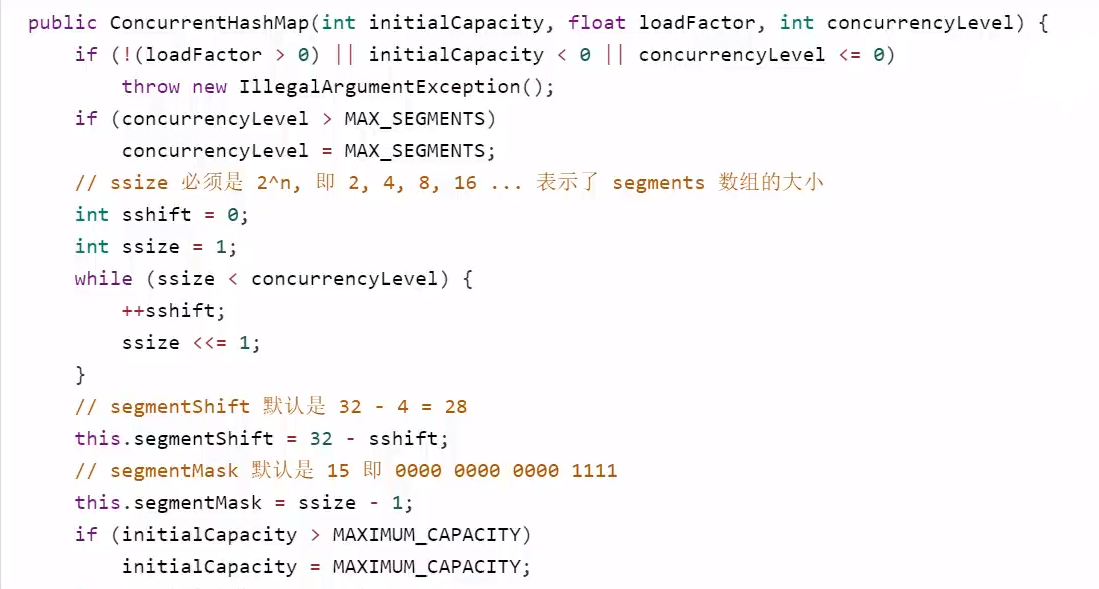 public ConcurrentHashMap(int initialCapacity, float loadFactor, int concurrencyLevel) {
    if (!(loadFactor > 0) || initialCapacity < 0 || concurrencyLevel <= 0)
        throw new IllegalArgumentException();
    if (concurrencyLevel > MAX_SEGMENTS)
        concurrencyLevel = MAX_SEGMENTS;
    // ssize 必须是 2^n, 即 2, 4, 8, 16 ... 表示了 segments 数组的大小
    int sshift = 0;
    int ssize = 1;
    while (ssize < concurrencyLevel) {
        ++sshift;
        ssize <<= 1;
    }
    // segmentShift 默认是 32 - 4 = 28
    this.segmentShift = 32 - sshift;
    // segmentMask 默认是 15 即 0000 0000 0000 1111
    this.segmentMask = ssize - 1;
    if (initialCapacity > MAXIMUM_CAPACITY)
        initialCapacity = MAXIMUM_CAPACITY;